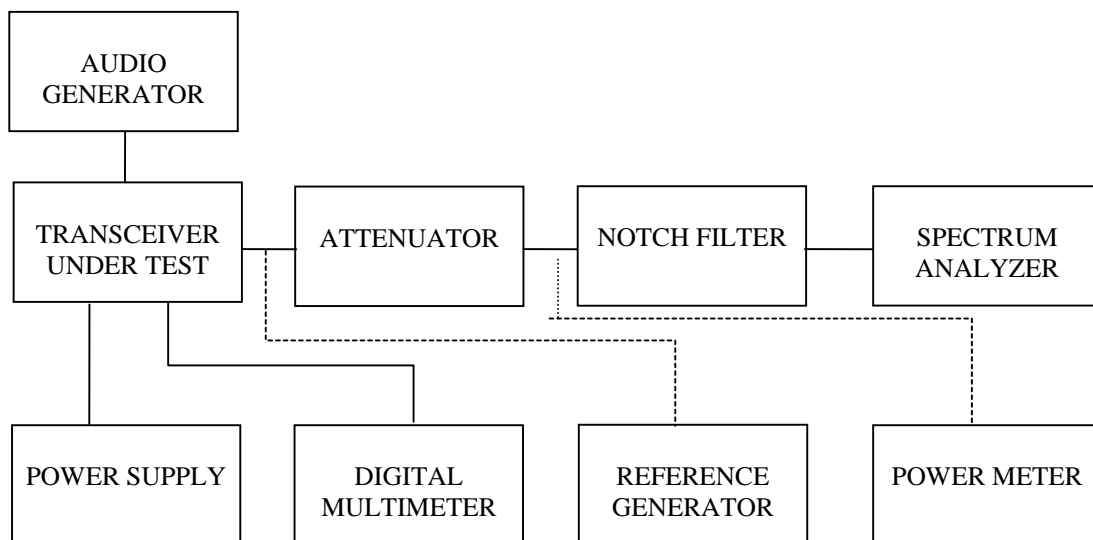 AUDIO
GENERATOR
TRANSCEIVER
UNDER TEST
ATTENUATOR
NOTCH FILTER
SPECTRUM
ANALYZER
POWER SUPPLY
DIGITAL
MULTIMETER
REFERENCE
GENERATOR
POWER METER